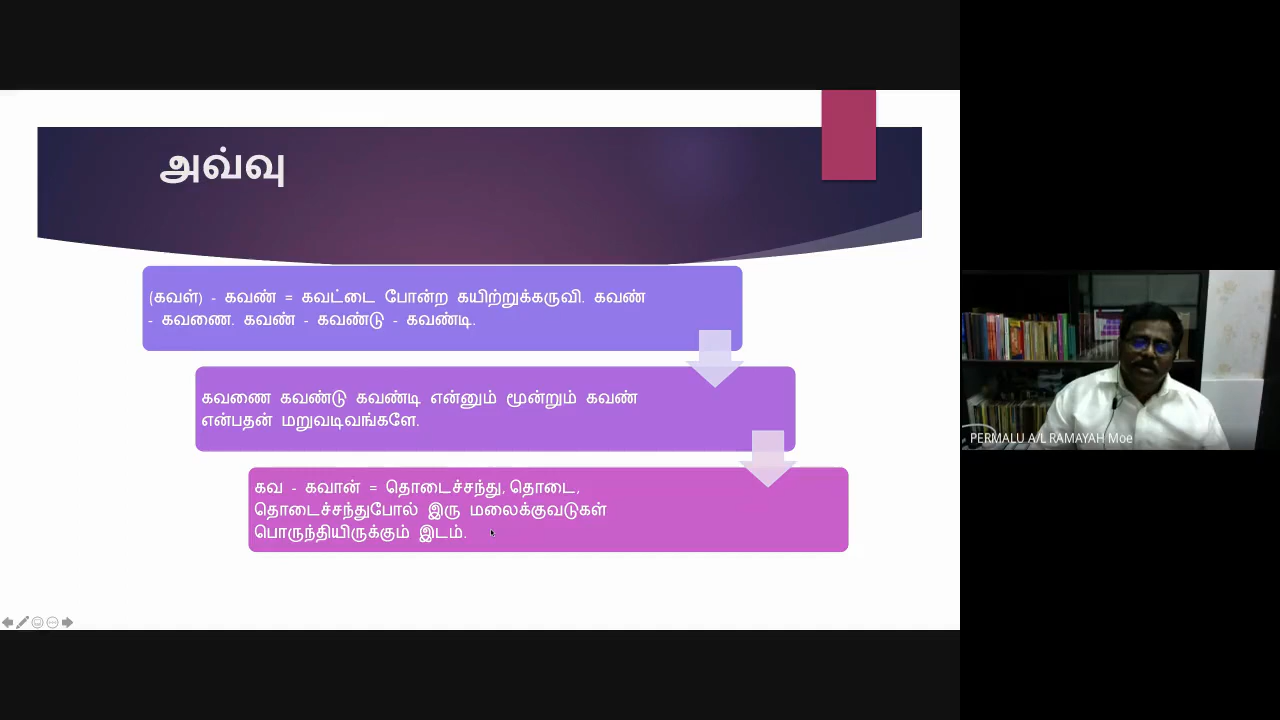 அவ்வு
(கவள்) - கவண் = கவட்டை போன்ற கயிற்றுக்கருவி. கவண்
- கவணை. கவண் - கவண்டு - கவண்டி.
கவணை கவண்டு கவண்டி என்னும் மூன்றும் கவண்
என்பதன் மறுவடிவங்களே.
கவ - கவான் = தொடைச்சந்து, தொடை,
தொடைச்சந்துபோல் இரு மலைக்குவடுகள்
பொருந்தியிருக்கும் இடம்.
PERMALU A/L RAMAYAH Moe